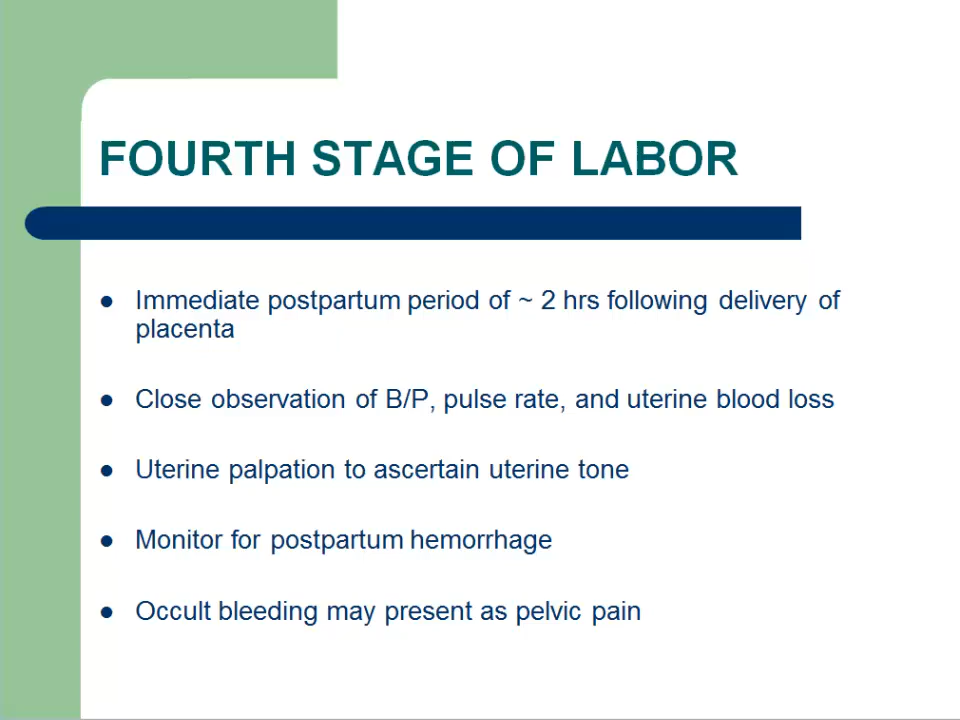 FOURTH STAGE OF LABOR
● Immediate postpartum period of ~ 2 hrs following delivery of
placenta
● Close observation of B/P, pulse rate, and uterine blood loss
● Uterine palpation to ascertain uterine tone
● Monitor for postpartum hemorrhage
● Occult bleeding may present as pelvic pain